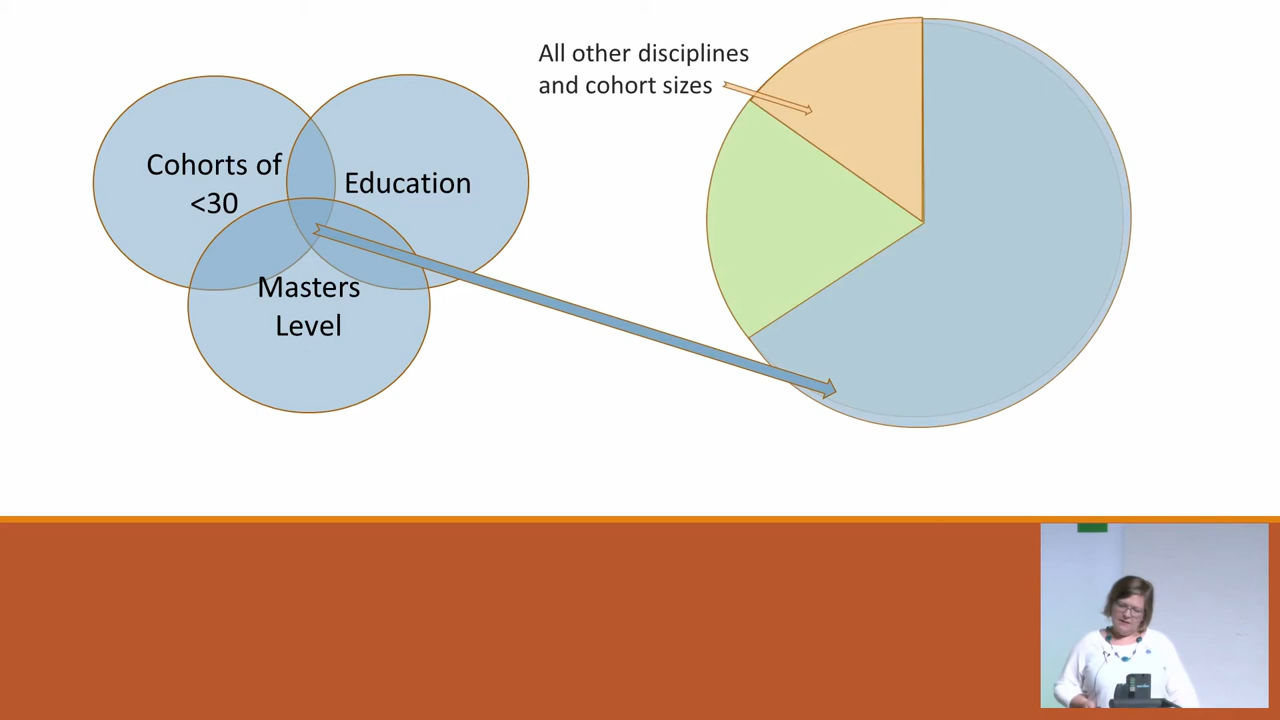 All other disciplines
and cohort sizes
Cohorts of
<30
Education
Masters
Level